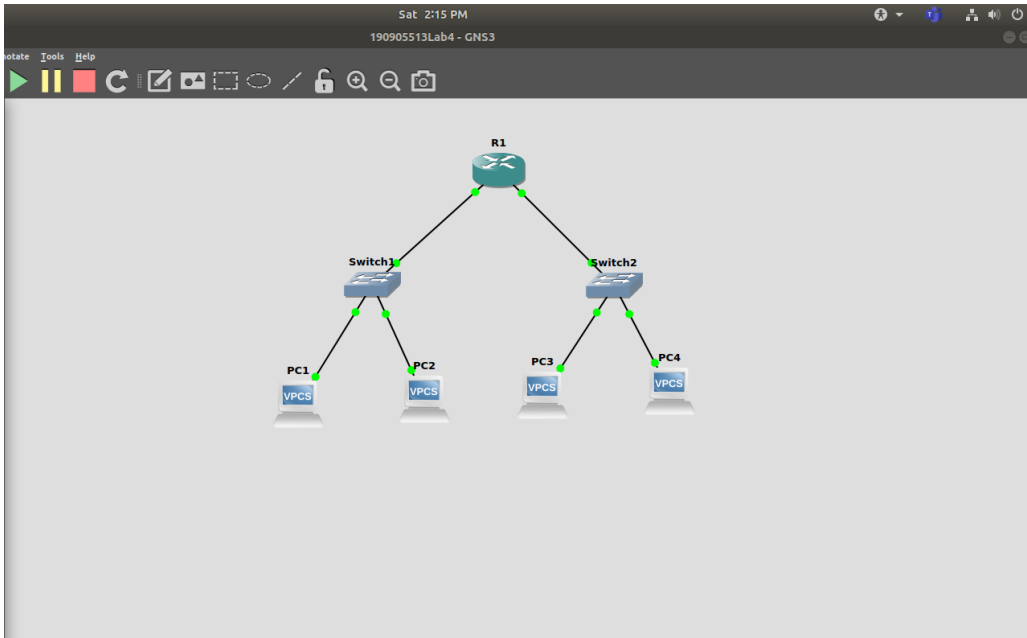 Sat 2:15 PM
190905513Lab4 - GNS3
notate Tools Help
R1
Switch1
Switch2
PC1
PC2
PC3
PC4
VPCS
VPCS
VPCS
VPCS